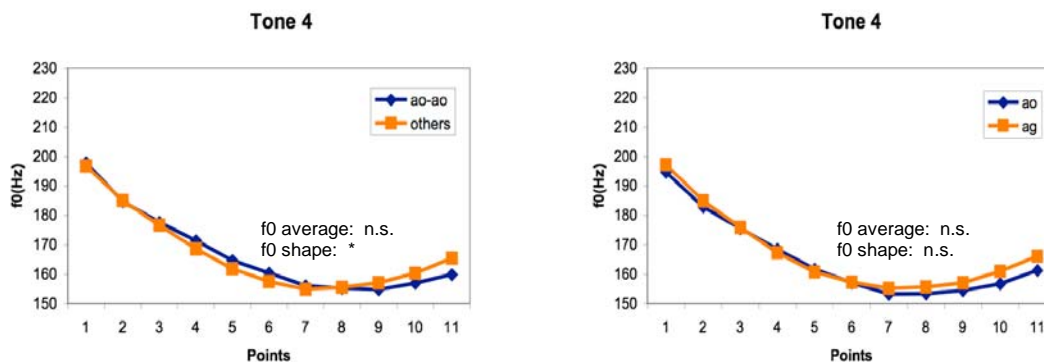 Tone 4
230
220
210
200
190
180
170
160
150
f0(Hz)
ao-ao
others
f0 average: n.s.
f0 shape: *
1 2 3 4 5 6 7 8 9 10 11
Points
Tone 4
230
220
210
200
190
180
170
160
150
f0(Hz)
ao
ag
f0 average: n.s.
f0 shape: n.s.
1 2 3 4 5 6 7 8 9 10 11
Points